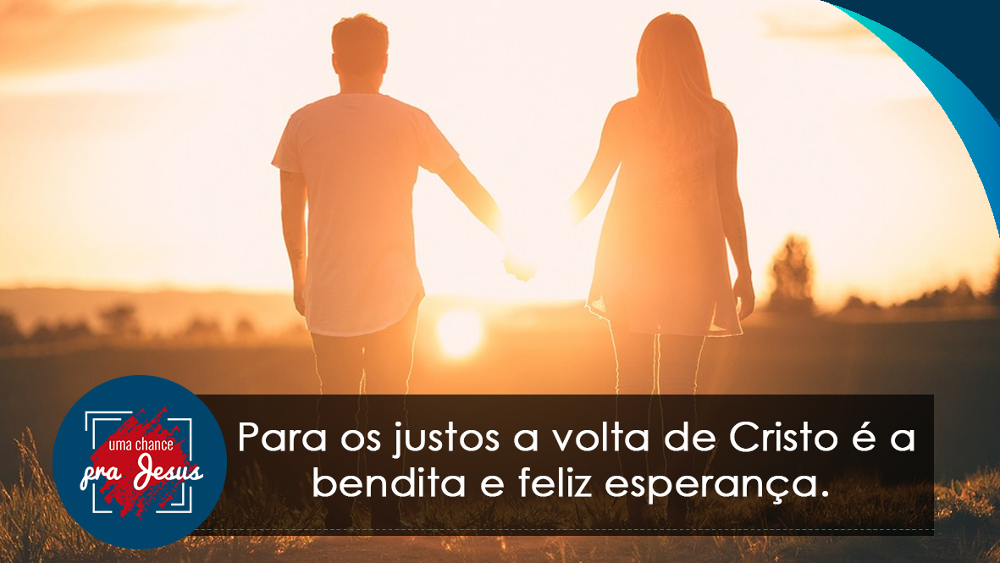 uma chance
pra Jesus
Para os justos a volta de Cristo é a
bendita e feliz esperança.